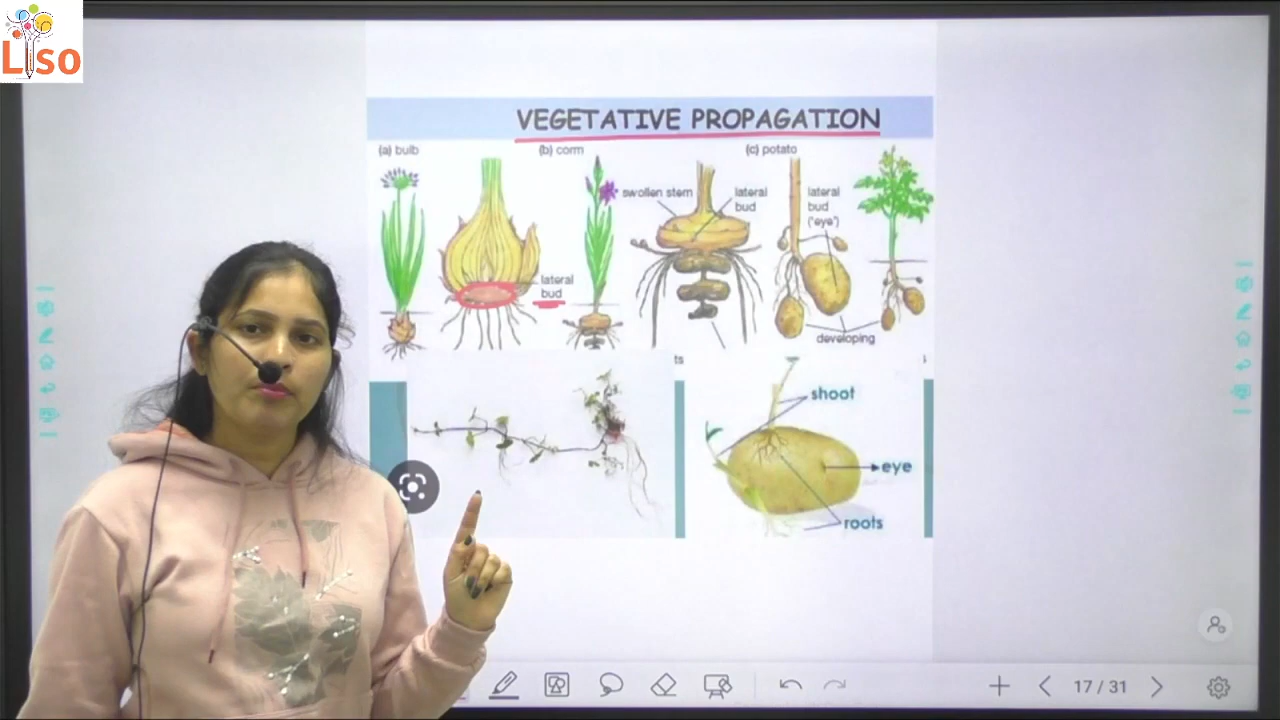 Liso
VEGETATIVE PROPAGATION
(a) bulb
(b) corm
(c) potato
swollen stem
lateral
bud
lateral
bud
('eye')
lateral
bud
developing
ts
s
shoot
eye
roots
17 / 31